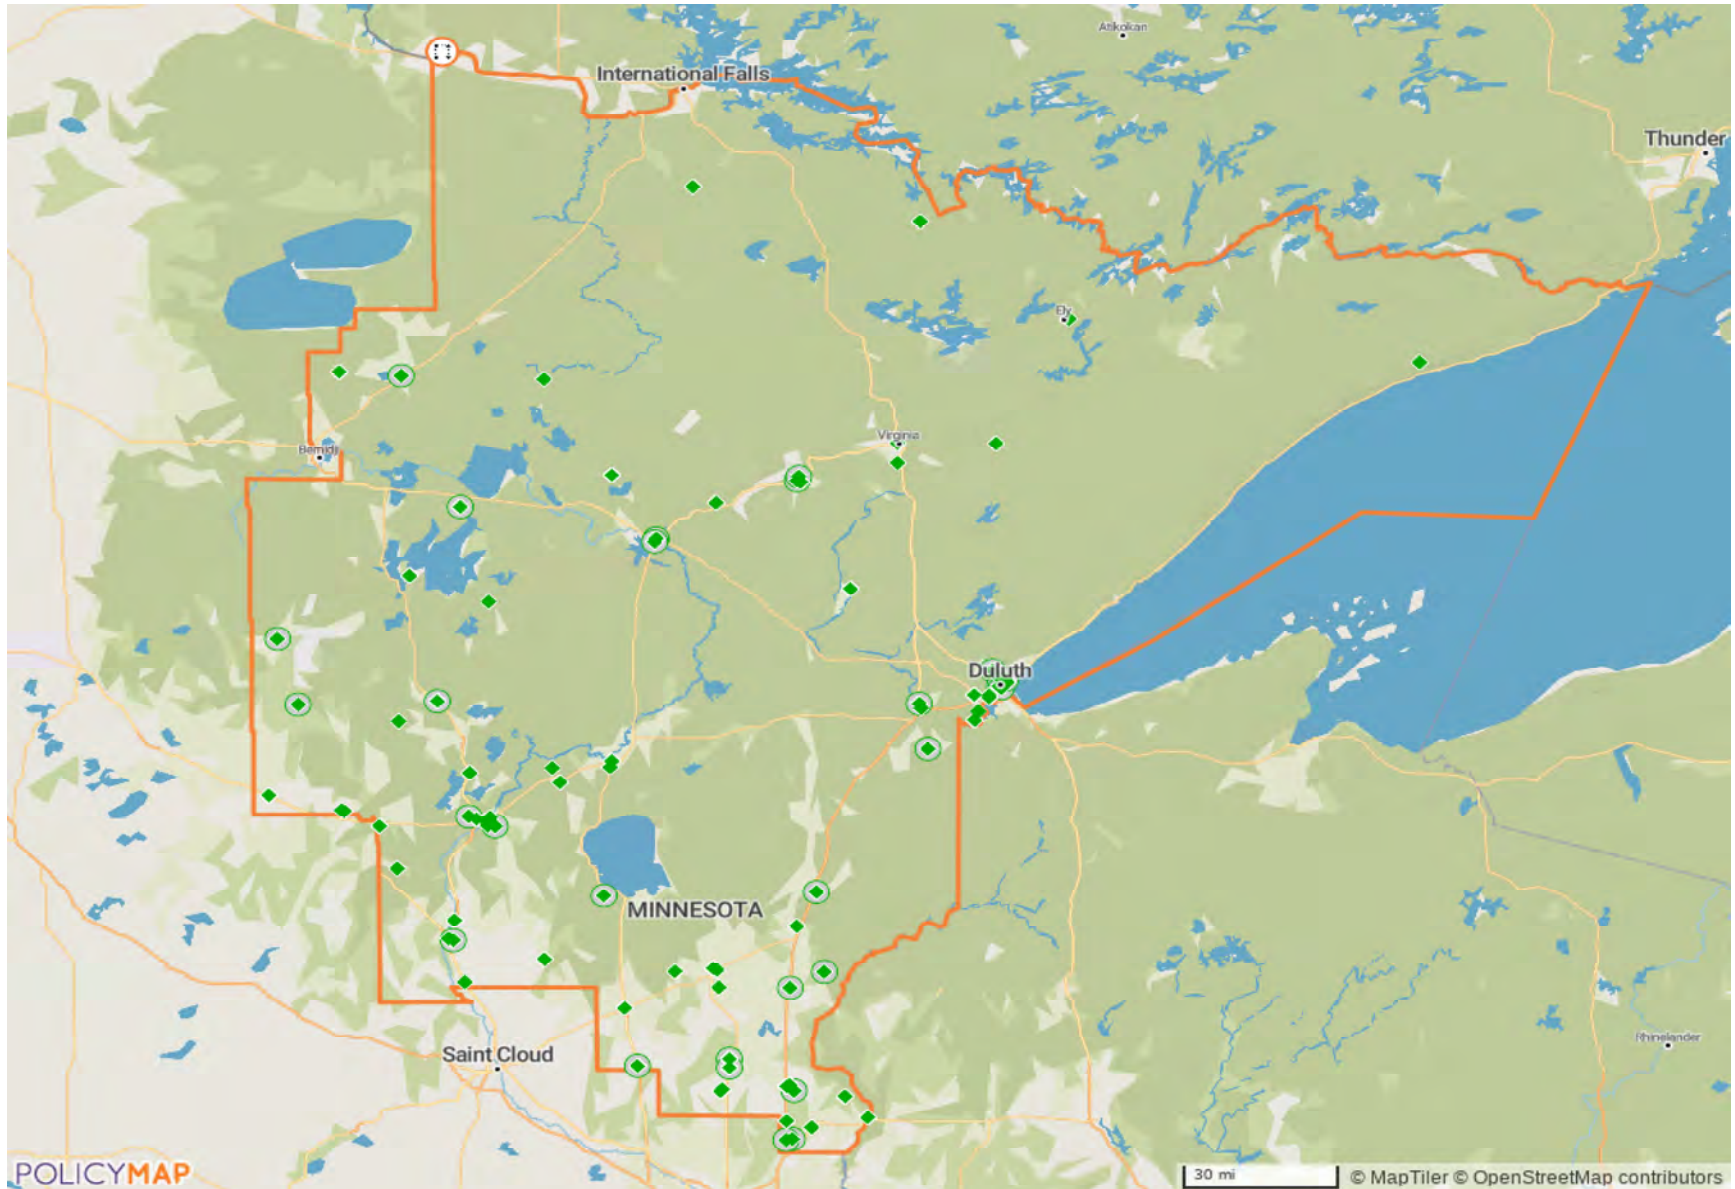 Atikokan
International Falls
Thunder
Ely
Virginia
Bemidji
Duluth
MINNESOTA
Saint Cloud
Rhinelander
POLICYMAP
30 mi
© MapTiler © OpenStreetMap contributors